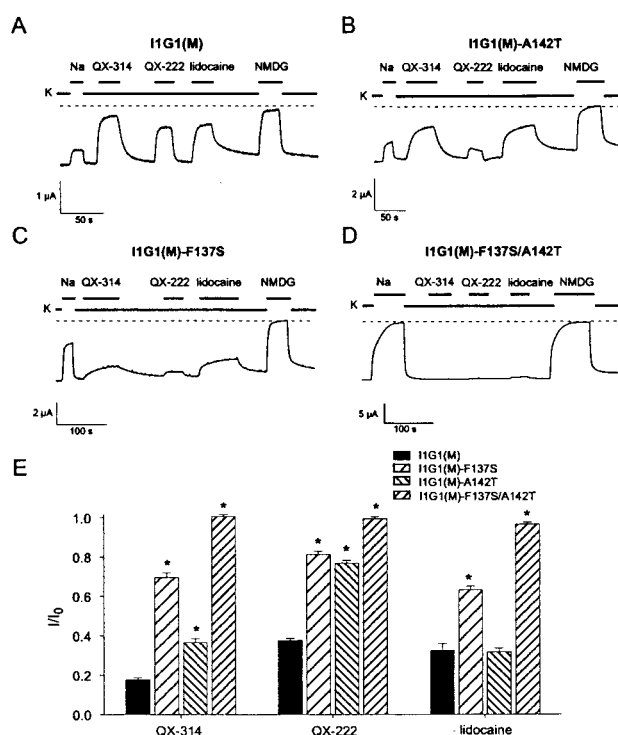 A
I1G1(M)
Na QX-314 QX-222 lidocaine NMDG
K
1 µA
50 s
B
I1G1(M)-A142T
Na QX-314 QX-222 lidocaine NMDG
K
2 µA
50 s
C
I1G1(M)-F137S
Na QX-314 QX-222 lidocaine NMDG
K
2 µA
100 s
D
I1G1(M)-F137S/A142T
Na QX-314 QX-222 lidocaine NMDG
K
5 µA
100 s
E
I1G1(M)
I1G1(M)-F137S
I1G1(M)-A142T
I1G1(M)-F137S/A142T
I/I0
1.0
0.8
0.6
0.4
0.2
0.0
* * *
* * *
* *
QX-314 QX-222 lidocaine